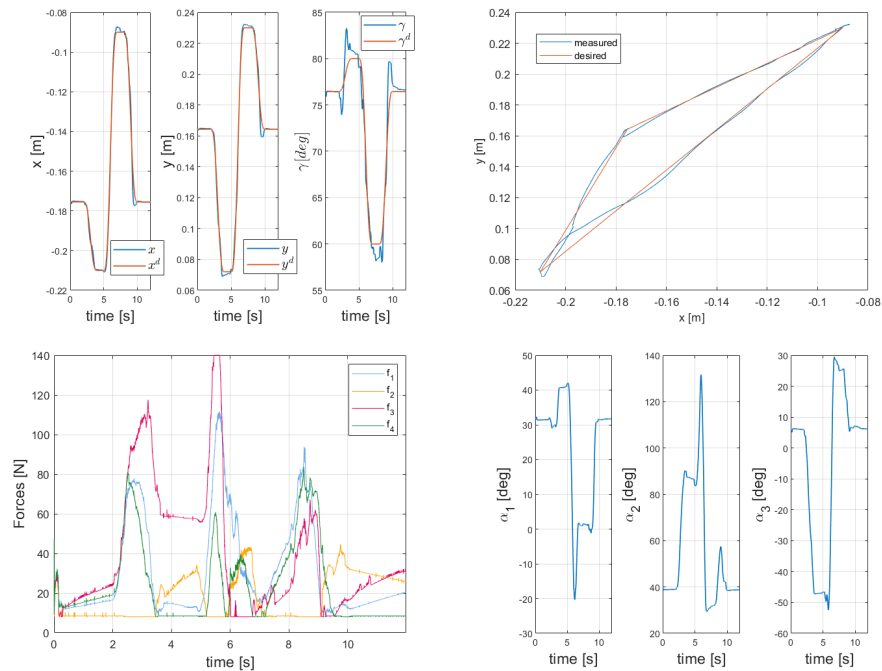 -0.08
-0.1
-0.12
-0.14
-0.16
-0.18
-0.2
-0.22
x [m]
x
x^d
0 5 10
time [s]
0.24
0.22
0.2
0.18
0.16
0.14
0.12
0.1
0.08
0.06
y [m]
y
y^d
0 5 10
time [s]
85
80
75
70
65
60
55
γ[deg]
γ
γ^d
0 5 10
time [s]
0.24
0.22
0.2
0.18
0.16
0.14
0.12
0.1
0.08
0.06
y [m]
measured
desired
-0.22 -0.2 -0.18 -0.16 -0.14 -0.12 -0.1 -0.08
x [m]
140
120
100
80
60
40
20
0
Forces [N]
f_1
f_2
f_3
f_4
0 2 4 6 8 10
time [s]
50
40
30
20
10
0
-10
-20
-30
α_1 [deg]
0 5 10
time [s]
140
120
100
80
60
40
20
α_2 [deg]
0 5 10
time [s]
30
20
10
0
-10
-20
-30
-40
-50
-60
α_3 [deg]
0 5 10
time [s]